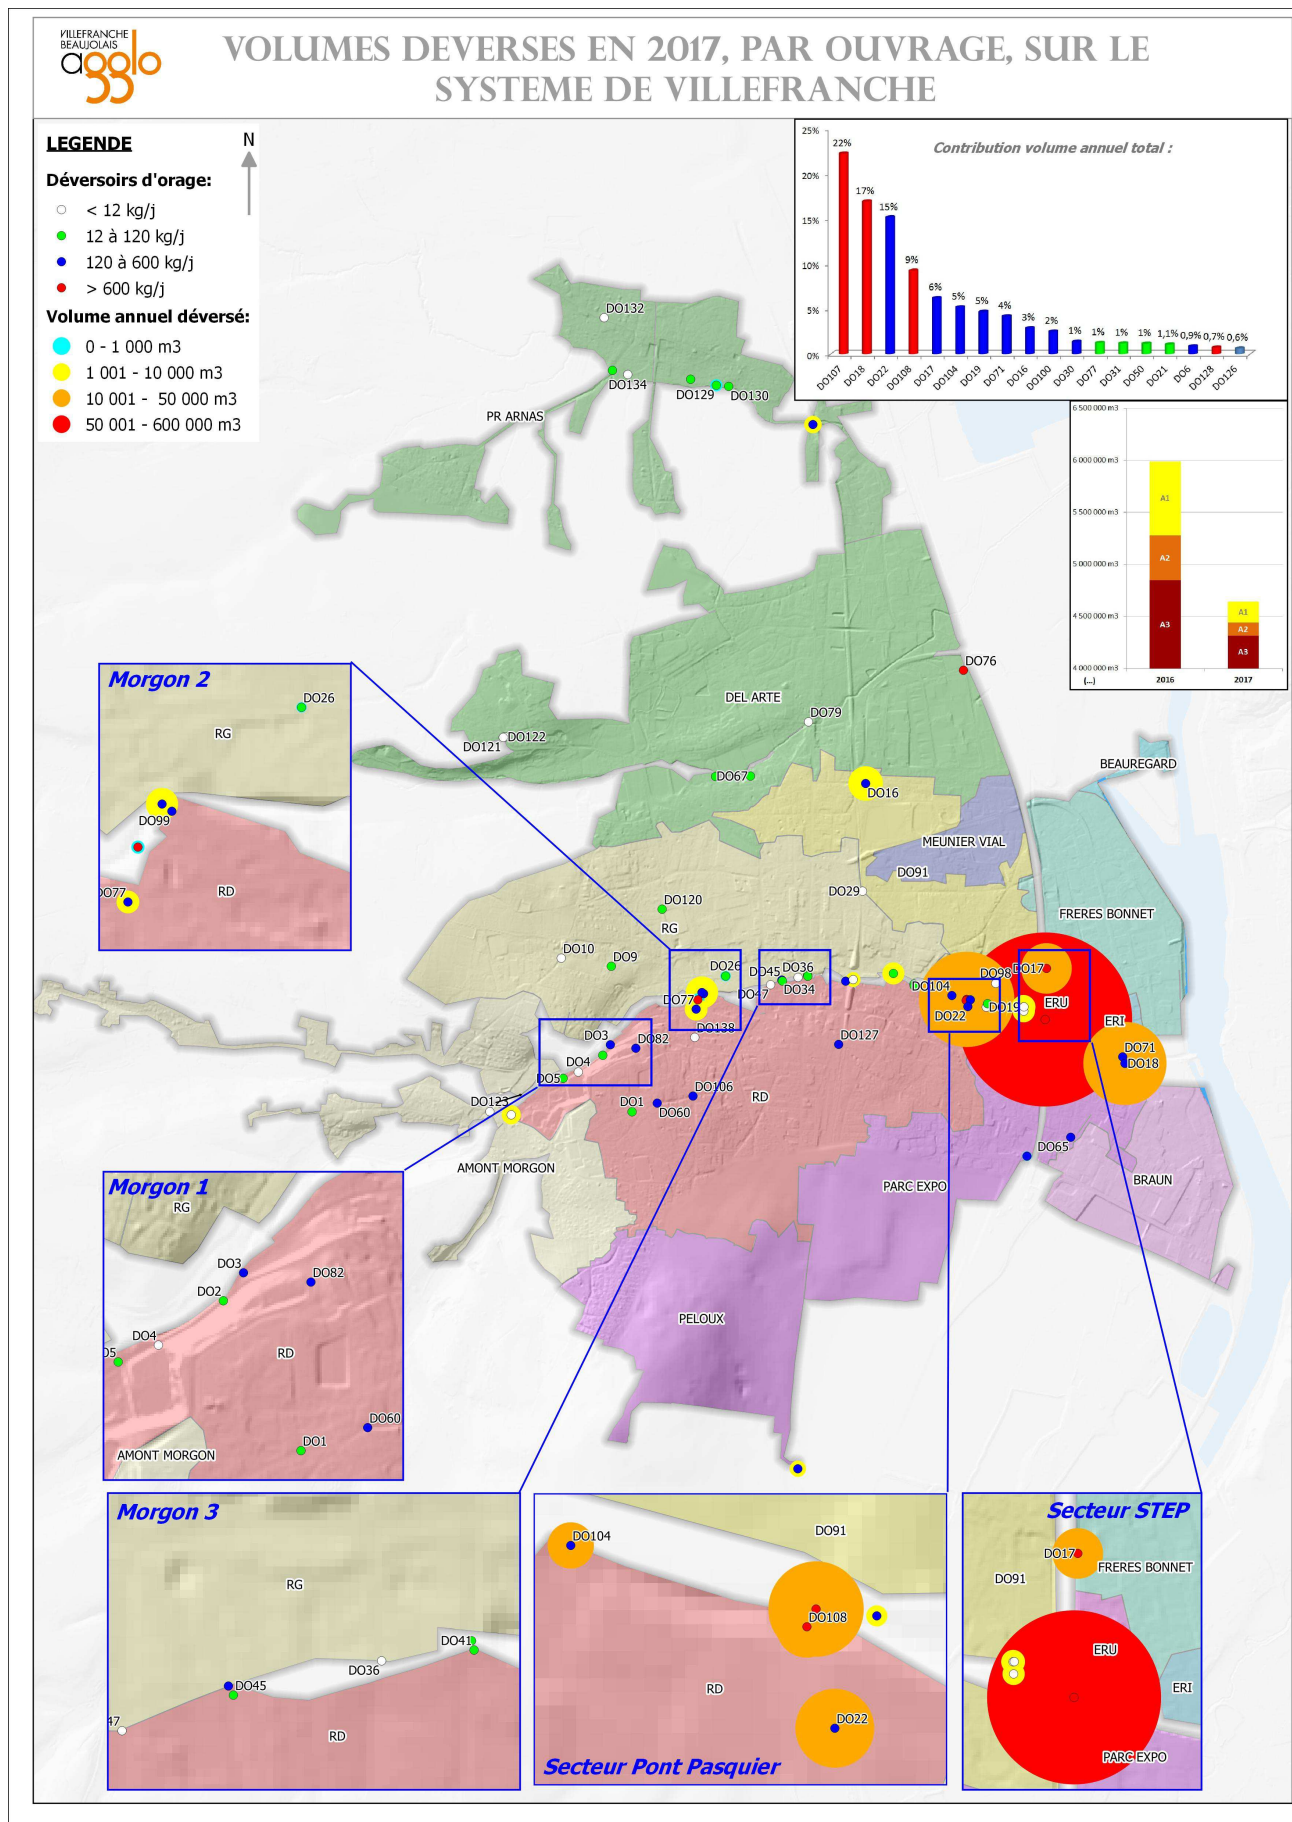 VILLEFRANCHE
BEAUJOLAIS
agglo
VOLUMES DEVERSES EN 2017, PAR OUVRAGE, SUR LE
SYSTEME DE VILLEFRANCHE
LEGENDE
N
Déversoirs d'orage:
< 12 kg/j
12 à 120 kg/j
120 à 600 kg/j
> 600 kg/j
Volume annuel déversé:
0 - 1 000 m3
1 001 - 10 000 m3
10 001 - 50 000 m3
50 001 - 600 000 m3
Contribution volume annuel total :
25%
20%
15%
10%
5%
0%
22%
17%
15%
9%
6%
5%
5%
4%
3%
2%
1%
1%
1%
1%
1,1%
0,9%
0,7%
0,6%
DO107
DO18
DO22
DO108
DO17
DO104
DO19
DO71
DO16
DO100
DO30
DO77
DO31
DO50
DO21
DO6
DO128
DO126
6 500 000 m3
6 000 000 m3
5 500 000 m3
5 000 000 m3
4 500 000 m3
4 000 000 m3
(...)
A1
A2
A3
A1
A2
A3
2016
2017
DO132
DO134
DO129
DO130
PR ARNAS
DO76
DEL ARTE
DO79
DO121
DO122
DO67
DO16
BEAUREGARD
MEUNIER VIAL
DO91
DO29
FRERES BONNET
DO120
RG
DO10
DO9
DO26
DO45
DO36
DO47
DO34
DO77
DO138
DO104
DO98
DO17
DO22
DO19
ERU
ERI
DO71
DO18
DO3
DO82
DO4
DO5
DO127
DO123
DO1
DO60
DO106
RD
DO65
AMONT MORGON
PARC EXPO
BRAUN
PELOUX
Morgon 2
DO26
RG
DO99
DO77
RD
Morgon 1
RG
DO3
DO2
DO82
DO4
O5
RD
DO60
DO1
AMONT MORGON
Morgon 3
RG
DO41
DO36
DO45
47
RD
DO104
DO91
DO108
RD
DO22
Secteur Pont Pasquier
Secteur STEP
DO17
FRERES BONNET
DO91
ERU
ERI
PARC EXPO